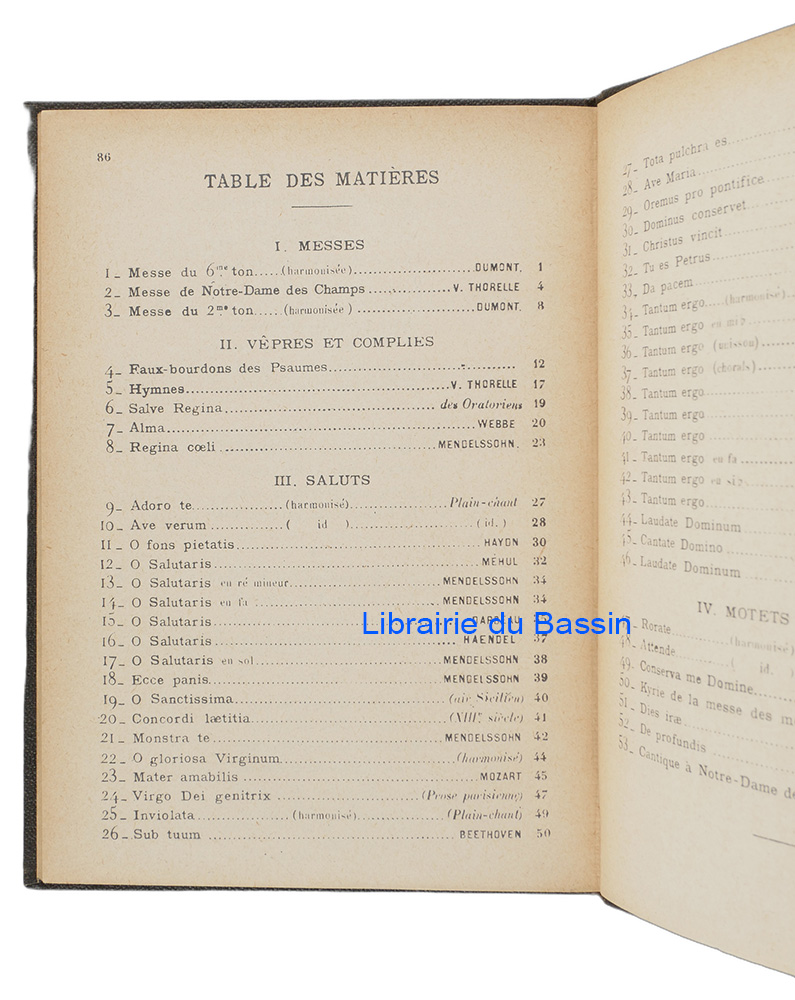 86
TABLE DES MATIÈRES
I. MESSES
1_ Messe du 6me ton.....(harmonisée)........................DUMONT. 1
2_ Messe de Notre-Dame des Champs ................V. THORELLE 4
3_ Messe du 2me ton.....(harmonisée) .......................DUMONT. 8
II. VÊPRES ET COMPLIES
4_ Faux-bourdons des Psaumes.................................... 12
5_ Hymnes..................................................V. THORELLE 17
6_ Salve Regina........................................des Oratoriens 19
7_ Alma..........................................................WEBBE 20
8_ Regina cœli..........................................MENDELSSOHN. 23
III. SALUTS
9_ Adoro te..................(harmonisé)...................Plain-chant 27
10_ Ave verum ..............( id ).......................( id. ) 28
11_ O fons pietatis..............................................HAYDN 30
12_ O Salutaris..................................................MÉHUL 32
13_ O Salutaris en ré mineur.............................MENDELSSOHN 34
14_ O Salutaris en fa ...................................MENDELSSOHN 34
15_ O Salutaris
16_ O Salutaris..................................................HAENDEL 37
17_ O Salutaris en sol...................................MENDELSSOHN 38
18_ Ecce panis...........................................MENDELSSOHN 39
19_ O Sanctissima.......................................(air Sicilien) 40
20_ Concordi lætitia....................................(XIIIe siècle) 41
21_ Monstra te...........................................MENDELSSOHN 42
22_ O gloriosa Virginum..................................(harmonisé) 44
23_ Mater amabilis ..............................................MOZART 45
24_ Virgo Dei genitrix ..........................(Prose parisienne) 47
25_ Inviolata...................(harmonisé)................(Plain-chant) 49
26_ Sub tuum .................................................BEETHOVEN 50
27_ Tota pulchra es
28_ Ave Maria
29_ Oremus pro pontifice
30_ Dominus conservet
31_ Christus vincit
32_ Tu es Petrus
33_ Da pacem
34_ Tantum ergo....(harmonisé)
35_ Tantum ergo en mi b
36_ Tantum ergo (unisson)
37_ Tantum ergo (chorals)
38_ Tantum ergo
39_ Tantum ergo
40_ Tantum ergo
41_ Tantum ergo en fa
42_ Tantum ergo en si b
43_ Tantum ergo
44_ Laudate Dominum
45_ Cantate Domino
46_ Laudate Dominum
IV. MOTETS
47_ Rorate (harmonisé)
48_ Attende ( id. )
49_ Conserva me Domine
50_ Kyrie de la messe des
51_ Dies iræ
52_ De profundis
53_ Cantique à Notre-Dame de
Librairie du Bassin